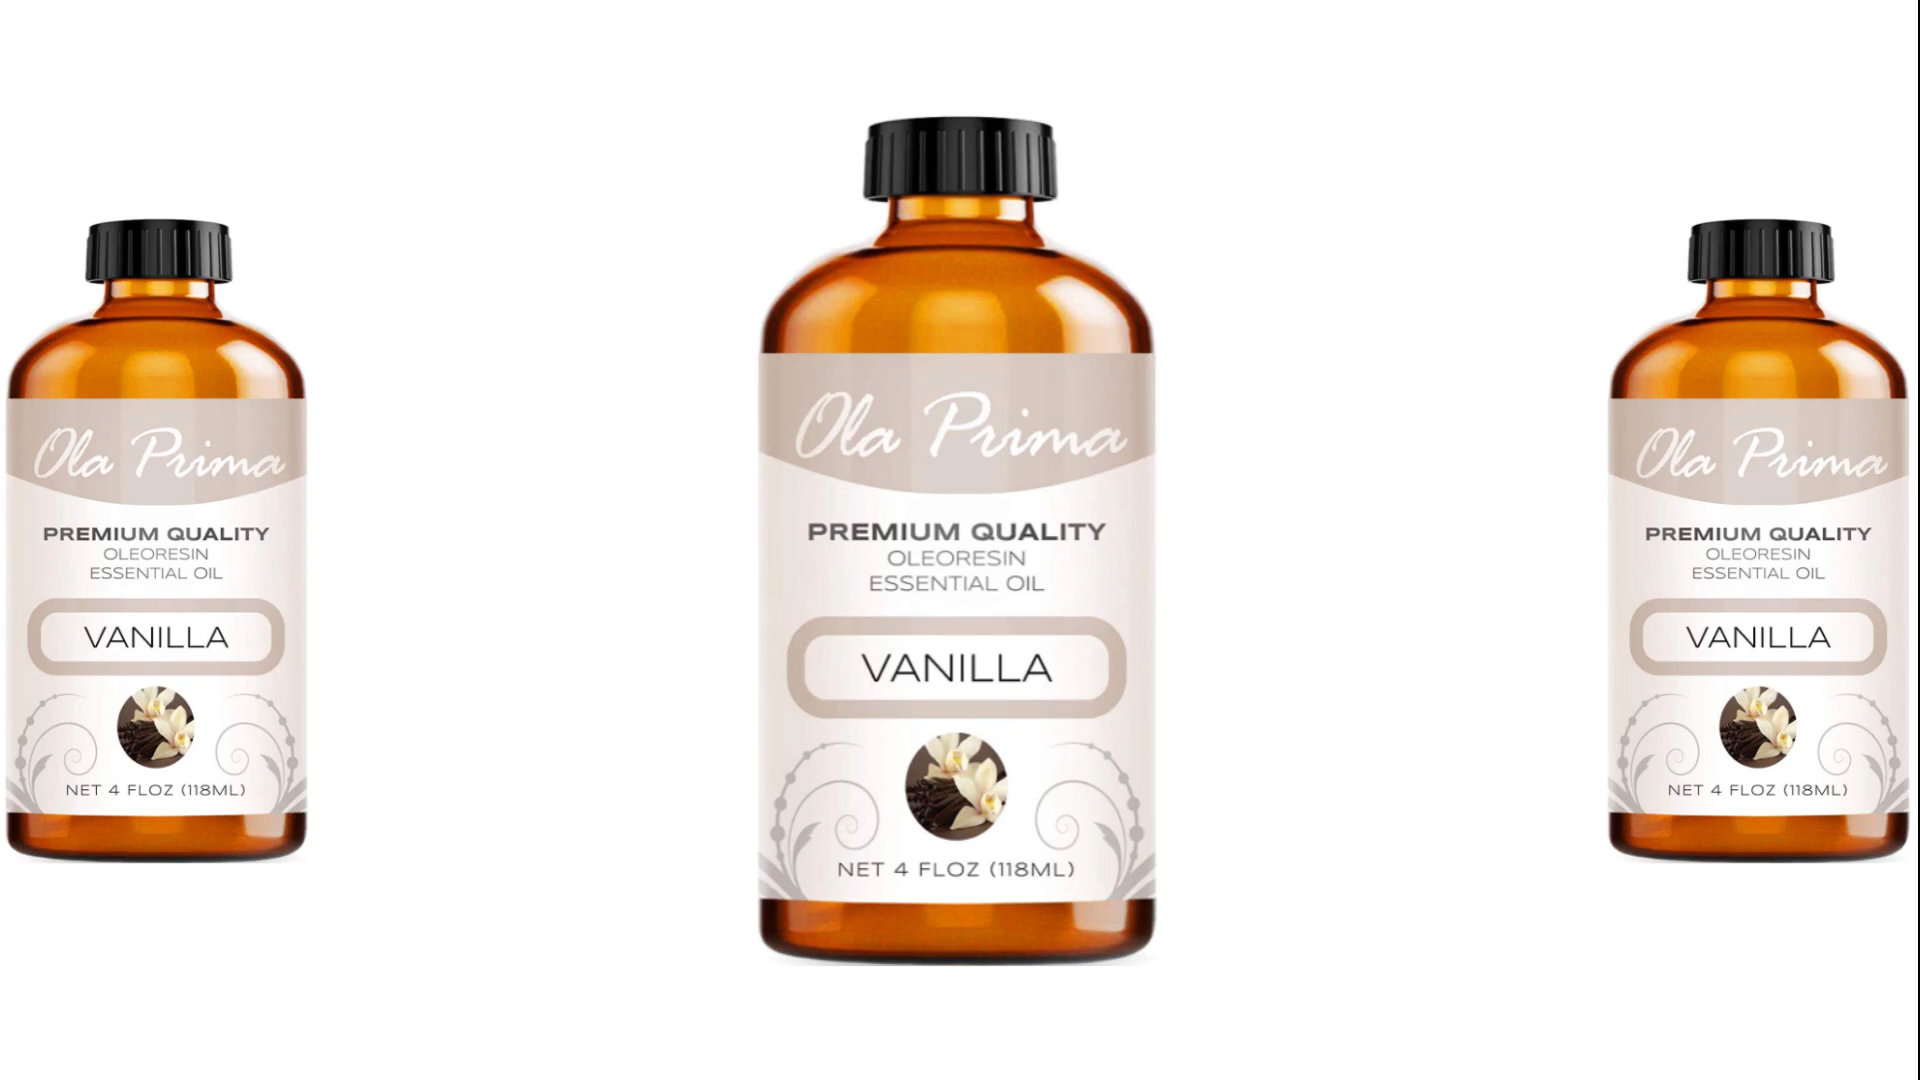 Ola Prima
PREMIUM QUALITY
OLEORESIN
ESSENTIAL OIL
VANILLA
NET 4 FLOZ (118ML)
Ola Prima
PREMIUM QUALITY
OLEORESIN
ESSENTIAL OIL
VANILLA
NET 4 FLOZ (118ML)
Ola Prima
PREMIUM QUALITY
OLEORESIN
ESSENTIAL OIL
VANILLA
NET 4 FLOZ (118ML)